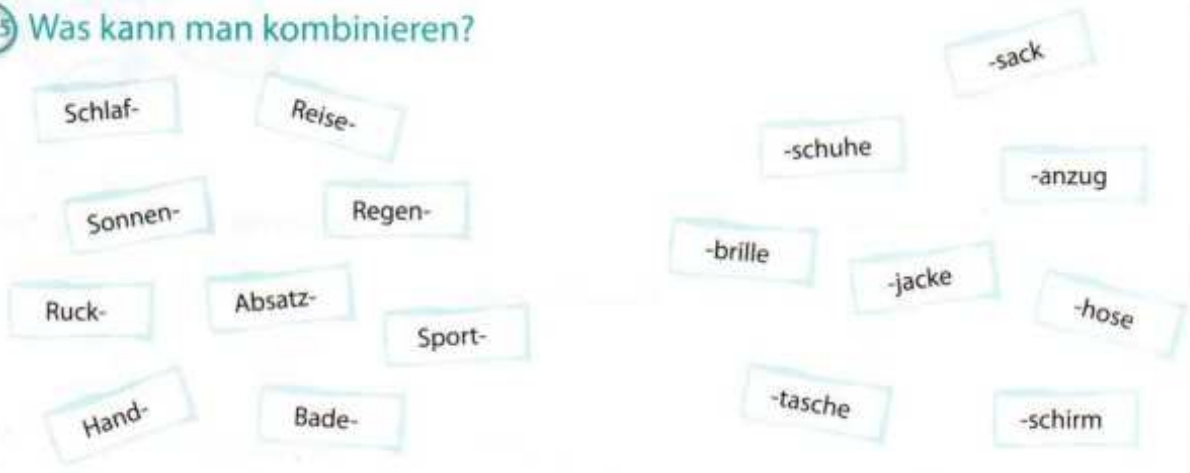 5 Was kann man kombinieren?
Schlaf-
Reise-
Sonnen-
Regen-
Ruck-
Absatz-
Sport-
Hand-
Bade-
-sack
-schuhe
-anzug
-brille
-jacke
-hose
-tasche
-schirm